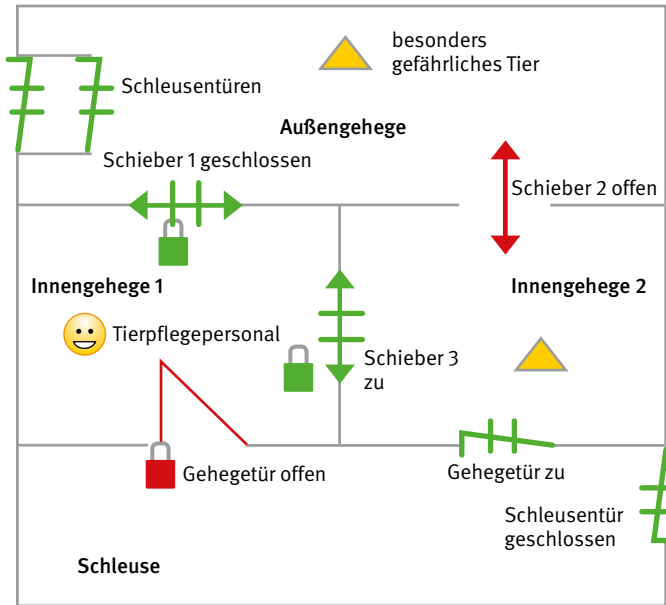 besonders
gefährliches Tier
Schleusentüren
Außengehege
Schieber 1 geschlossen
Schieber 2 offen
Innengehege 1
Innengehege 2
Tierpflegepersonal
Schieber 3
zu
Gehegetür offen
Gehegetür zu
Schleusentür
geschlossen
Schleuse